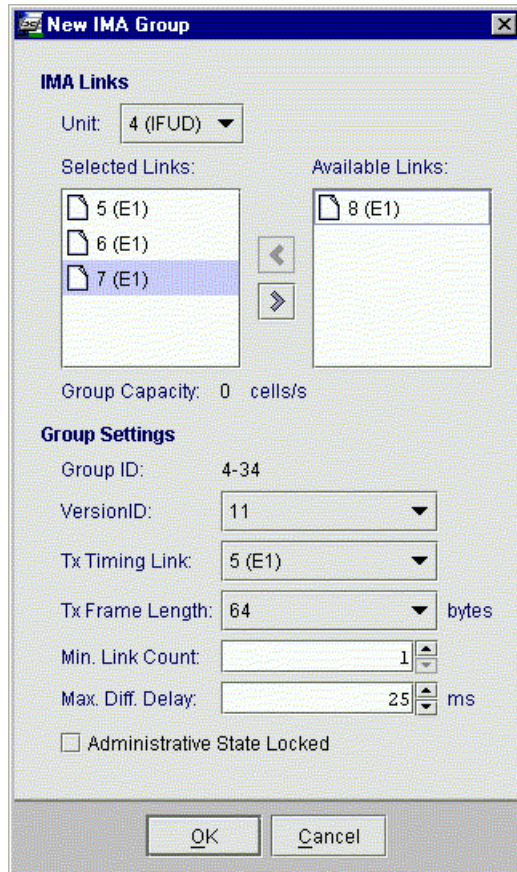 New IMA Group
IMA Links
Unit: 4 (IFUD)
Selected Links: Available Links:
5 (E1) 8 (E1)
6 (E1)
7 (E1)
Group Capacity: 0 cells/s
Group Settings
Group ID: 4-34
VersionID: 11
Tx Timing Link: 5 (E1)
Tx Frame Length: 64 bytes
Min. Link Count: 1
Max. Diff. Delay: 25 ms
Administrative State Locked
OK Cancel